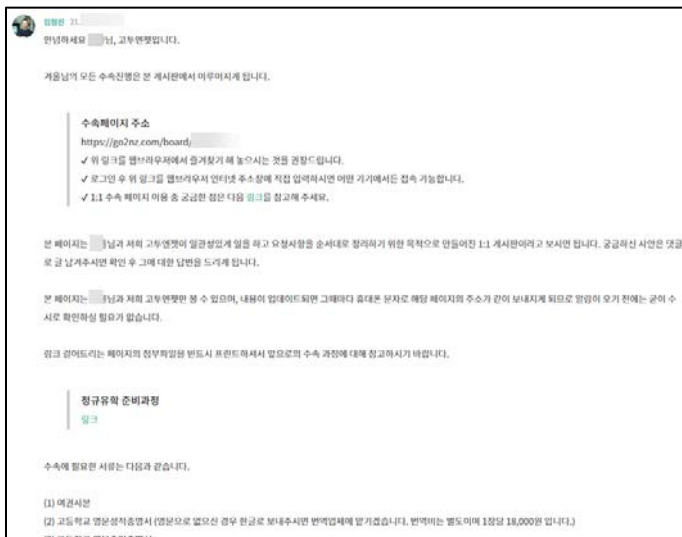 임형섭 21.
안녕하세요 님, 고투엔젯입니다.
겨울님의 모든 수속진행은 본 게시판에서 이루어지게 됩니다.
수속페이지 주소
https://go2nz.com/board/
✓ 위 링크를 웹브라우저에서 즐겨찾기 해 놓으시는 것을 권장드립니다.
✓ 로그인 후 위 링크를 웹브라우저 인터넷 주소창에 직접 입력하시면 어떤 기기에서든 접속 가능합니다.
✓ 1:1 수속 페이지 이용 중 궁금한 점은 다음 링크를 참고해 주세요.
본 페이지는 님과 저희 고투엔젯이 일관성있게 일을 하고 요청사항을 순서대로 정리하기 위한 목적으로 만들어진 1:1 게시판이라고 보시면 됩니다. 궁금하신 사안은 댓글
로 글 남겨주시면 확인 후 그에 대한 답변을 드리게 됩니다.
본 페이지는 님과 저희 고투엔젯만 볼 수 있으며, 내용이 업데이트되면 그때마다 휴대폰 문자로 해당 페이지의 주소가 같이 보내지게 되므로 알람이 오기 전에는 굳이 수
시로 확인하실 필요가 없습니다.
링크 걸어드리는 페이지의 첨부파일을 반드시 프린트하셔서 앞으로의 수속 과정에 대해 참고하시기 바랍니다.
정규유학 준비과정
링크
수속에 필요한 서류는 다음과 같습니다.
(1) 여권사본
(2) 고등학교 영문성적증명서 (영문으로 없으신 경우 한글로 보내주시면 번역업체에 맡기겠습니다. 번역비는 별도이며 1장당 18,000원 입니다.)